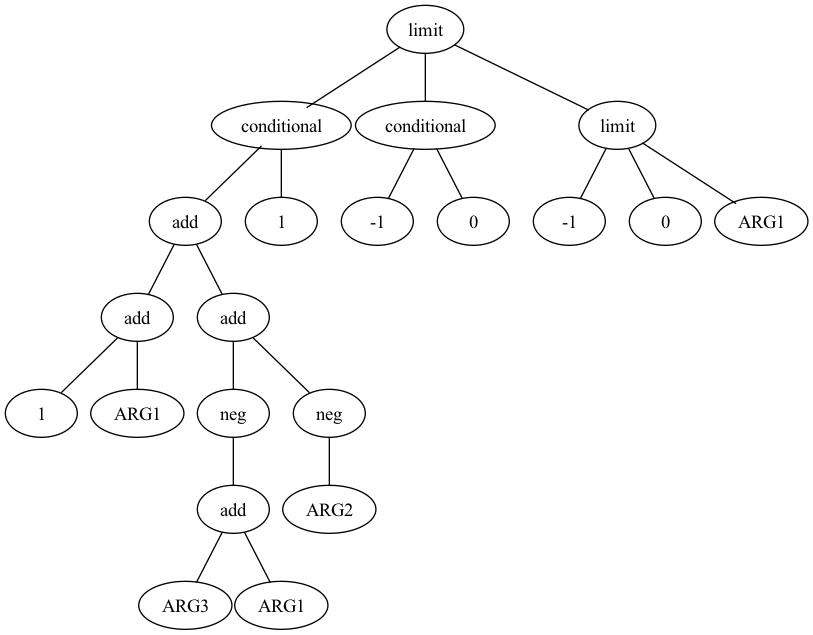 limit
conditional conditional limit
add 1 -1 0 -1 0 ARG1
add add
1 ARG1 neg neg
add ARG2
ARG3 ARG1